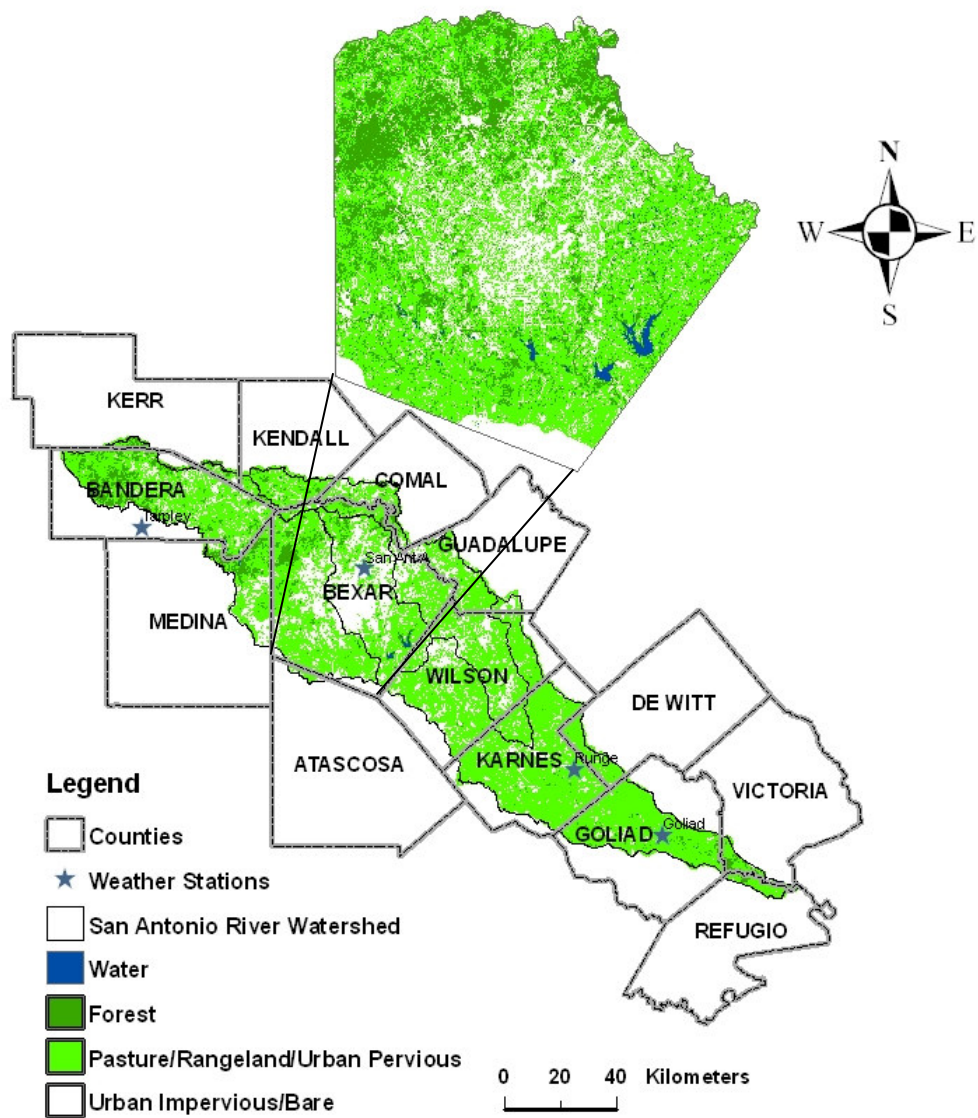 N
W E
S
KERR
KENDALL
COMAL
BANDERA
Tarpley
GUADALUPE
San Ant/A
BEXAR
MEDINA
WILSON
DE WITT
ATASCOSA
KARNES
Runge
VICTORIA
GOLIAD
Goliad
REFUGIO
Legend
Counties
Weather Stations
San Antonio River Watershed
Water
Forest
Pasture/Rangeland/Urban Pervious
Urban Impervious/Bare
0 20 40 Kilometers